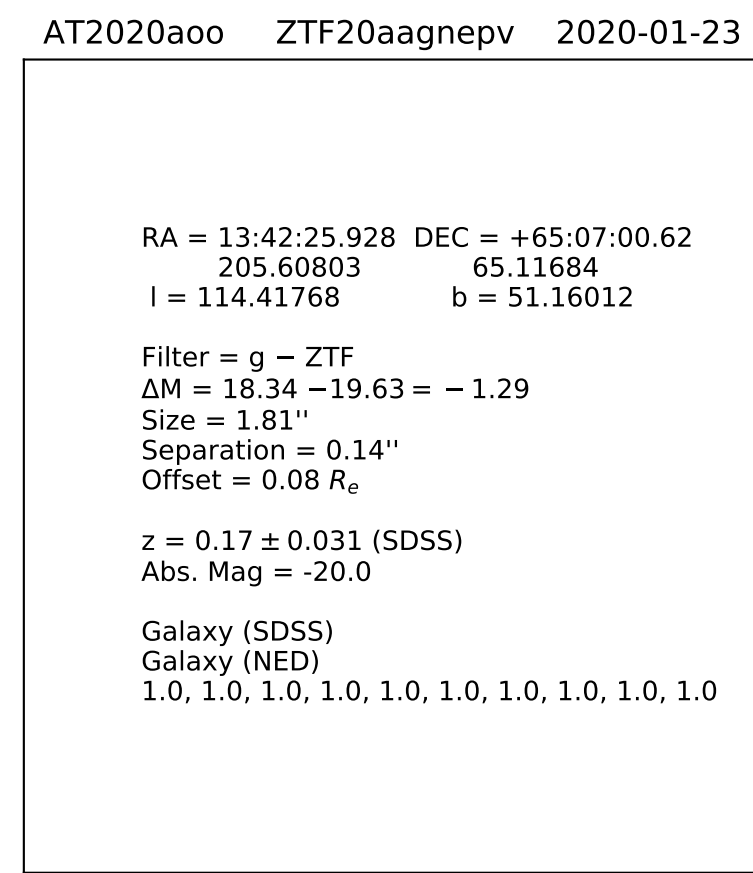 AT2020aoo ZTF20aagnepv 2020-01-23
RA = 13:42:25.928 DEC = +65:07:00.62
205.60803 65.11684
l = 114.41768 b = 51.16012
Filter = g − ZTF
ΔM = 18.34 −19.63 = − 1.29
Size = 1.81''
Separation = 0.14''
Offset = 0.08 Rₑ
z = 0.17 ± 0.031 (SDSS)
Abs. Mag = -20.0
Galaxy (SDSS)
Galaxy (NED)
1.0, 1.0, 1.0, 1.0, 1.0, 1.0, 1.0, 1.0, 1.0, 1.0